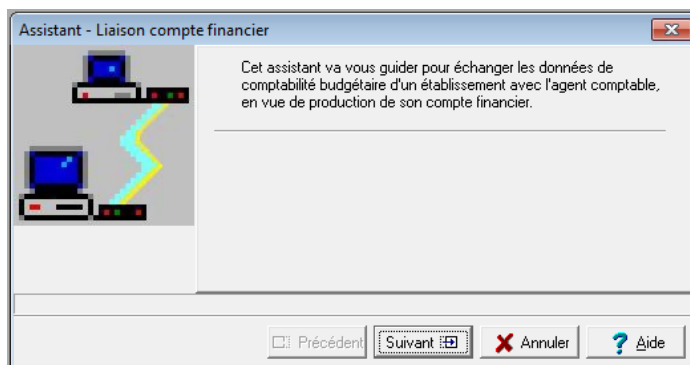 Assistant - Liaison compte financier
Cet assistant va vous guider pour échanger les données de
comptabilité budgétaire d'un établissement avec l'agent comptable,
en vue de production de son compte financier.
Précédent Suivant Annuler Aide